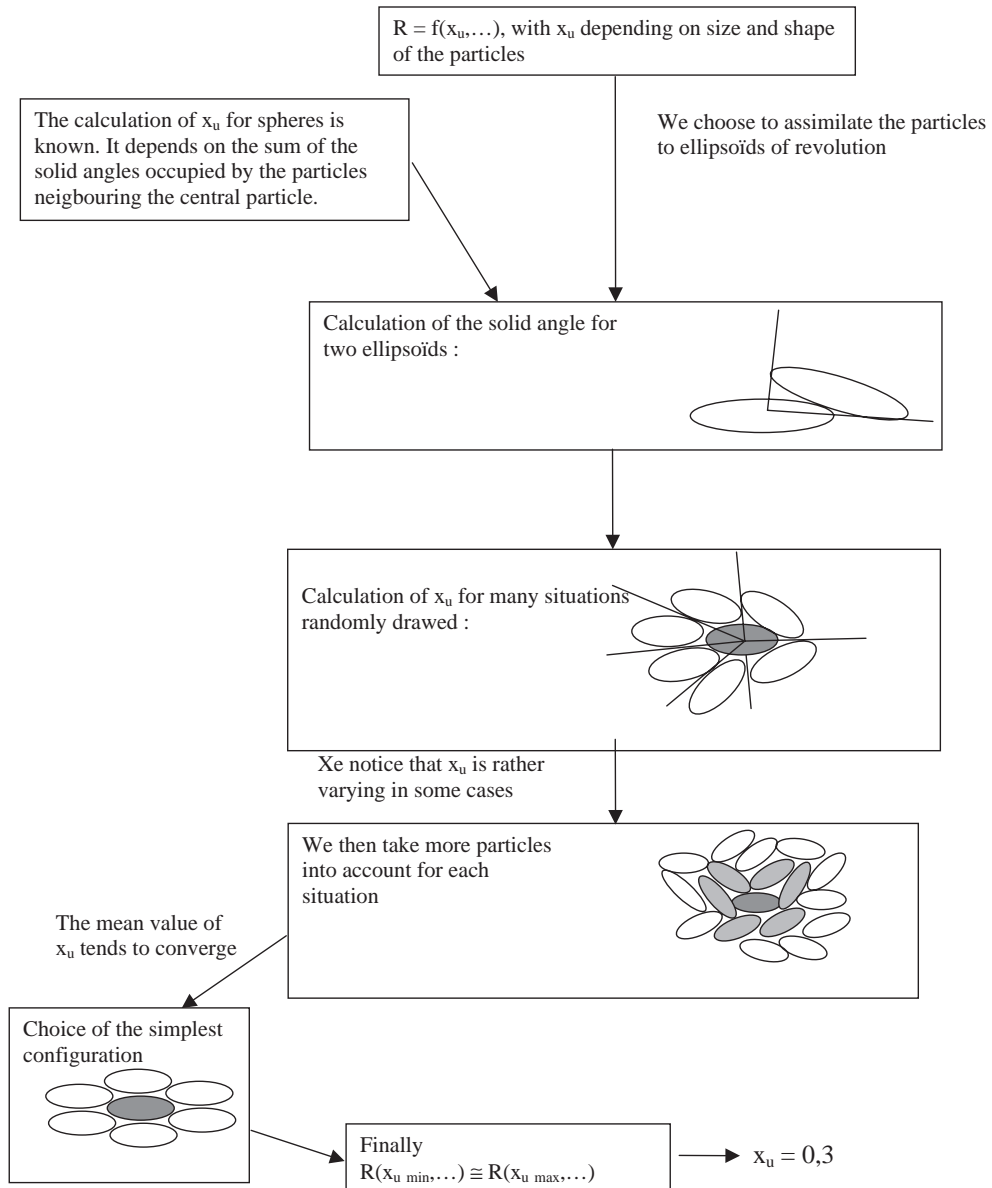 R = f(xᵤ,…), with xᵤ depending on size and shape
of the particles
The calculation of xᵤ for spheres is
known. It depends on the sum of the
solid angles occupied by the particles
neigbouring the central particle.
We choose to assimilate the particles
to ellipsoïds of revolution
Calculation of the solid angle for
two ellipsoïds :
Calculation of xᵤ for many situations
randomly drawed :
Xe notice that xᵤ is rather
varying in some cases
We then take more particles
into account for each
situation
The mean value of
xᵤ tends to converge
Choice of the simplest
configuration
Finally
R(xᵤ min,…) ≅ R(xᵤ max,…)
xᵤ = 0,3